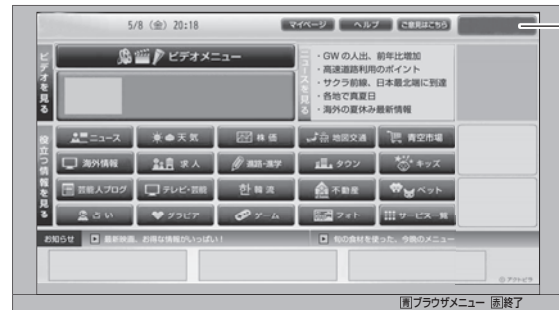 5/8 (金) 20:18
マイページ
ヘルプ
ご意見はこちら
ビデオを見る
ビデオメニュー
ニュースを見る
・GWの人出、前年比増加
・高速道路利用のポイント
・サクラ前線、日本最北端に到達
・各地で真夏日
・海外の夏休み最新情報
役立つ情報を見る
ニュース
天気
株価
地図交通
青空市場
海外情報
求人
進路・進学
タウン
キッズ
芸能人ブログ
テレビ・芸能
한 韓流
不動産
ペット
占い
グラビア
ゲーム
フォト
サービス一覧
お知らせ
最新映画、お得な情報がいっぱい!
旬の食材を使った、今晩のメニュー
青 ブラウザメニュー 赤 終了